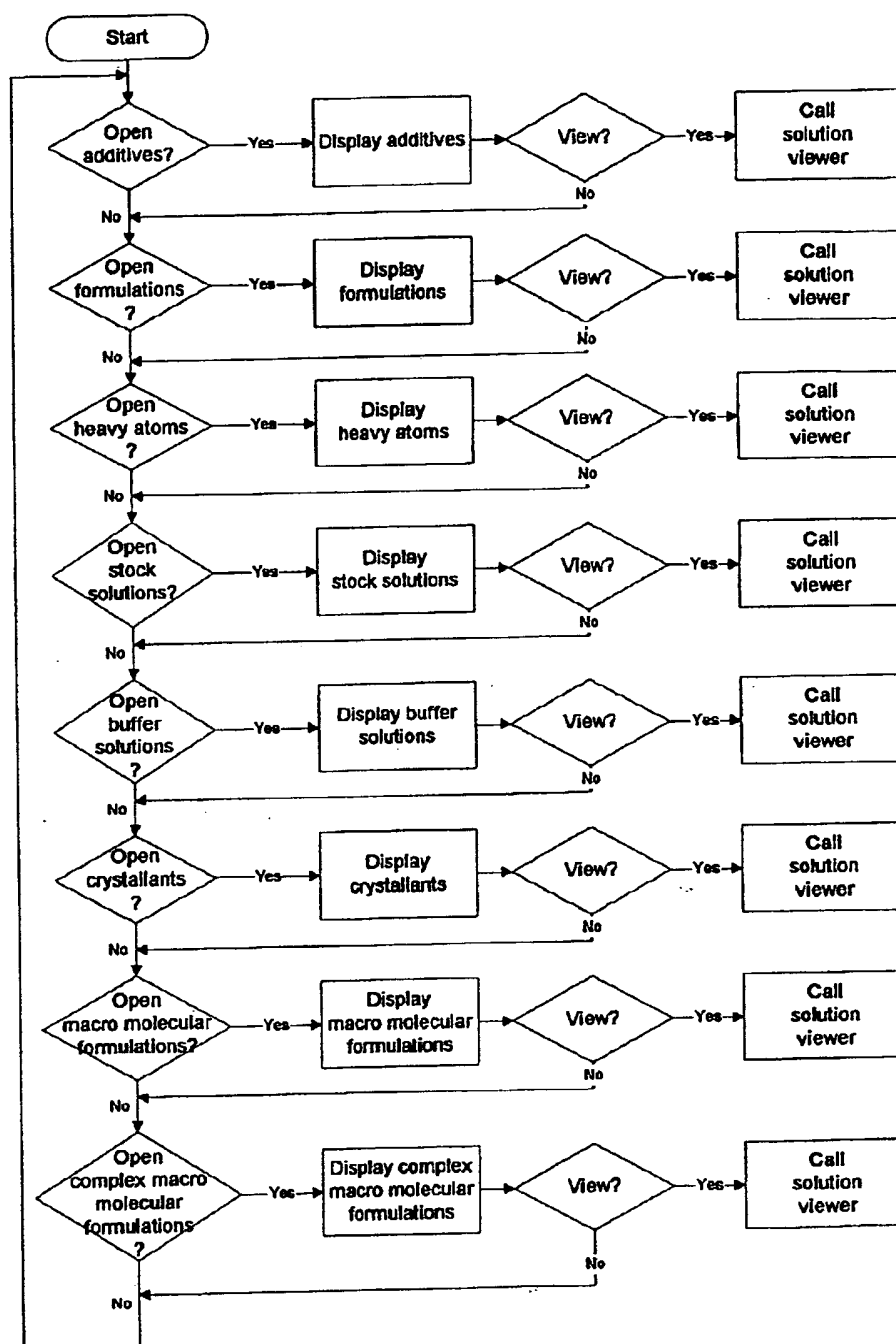 Start
Open
additives?
Yes
Display additives
View?
Yes
Call
solution
viewer
No
No
Open
formulations
?
Yes
Display
formulations
View?
Yes
Call
solution
viewer
No
No
Open
heavy atoms
?
Yes
Display
heavy atoms
View?
Yes
Call
solution
viewer
No
No
Open
stock
solutions?
Yes
Display
stock solutions
View?
Yes
Call
solution
viewer
No
No
Open
buffer
solutions
?
Yes
Display buffer
solutions
View?
Yes
Call
solution
viewer
No
No
Open
crystallants
?
Yes
Display
crystallants
View?
Yes
Call
solution
viewer
No
No
Open
macro molecular
formulations?
Yes
Display
macro molecular
formulations
View?
Yes
Call
solution
viewer
No
No
Open
complex macro
molecular
formulations
?
Yes
Display complex
macro molecular
formulations
View?
Yes
Call
solution
viewer
No
No